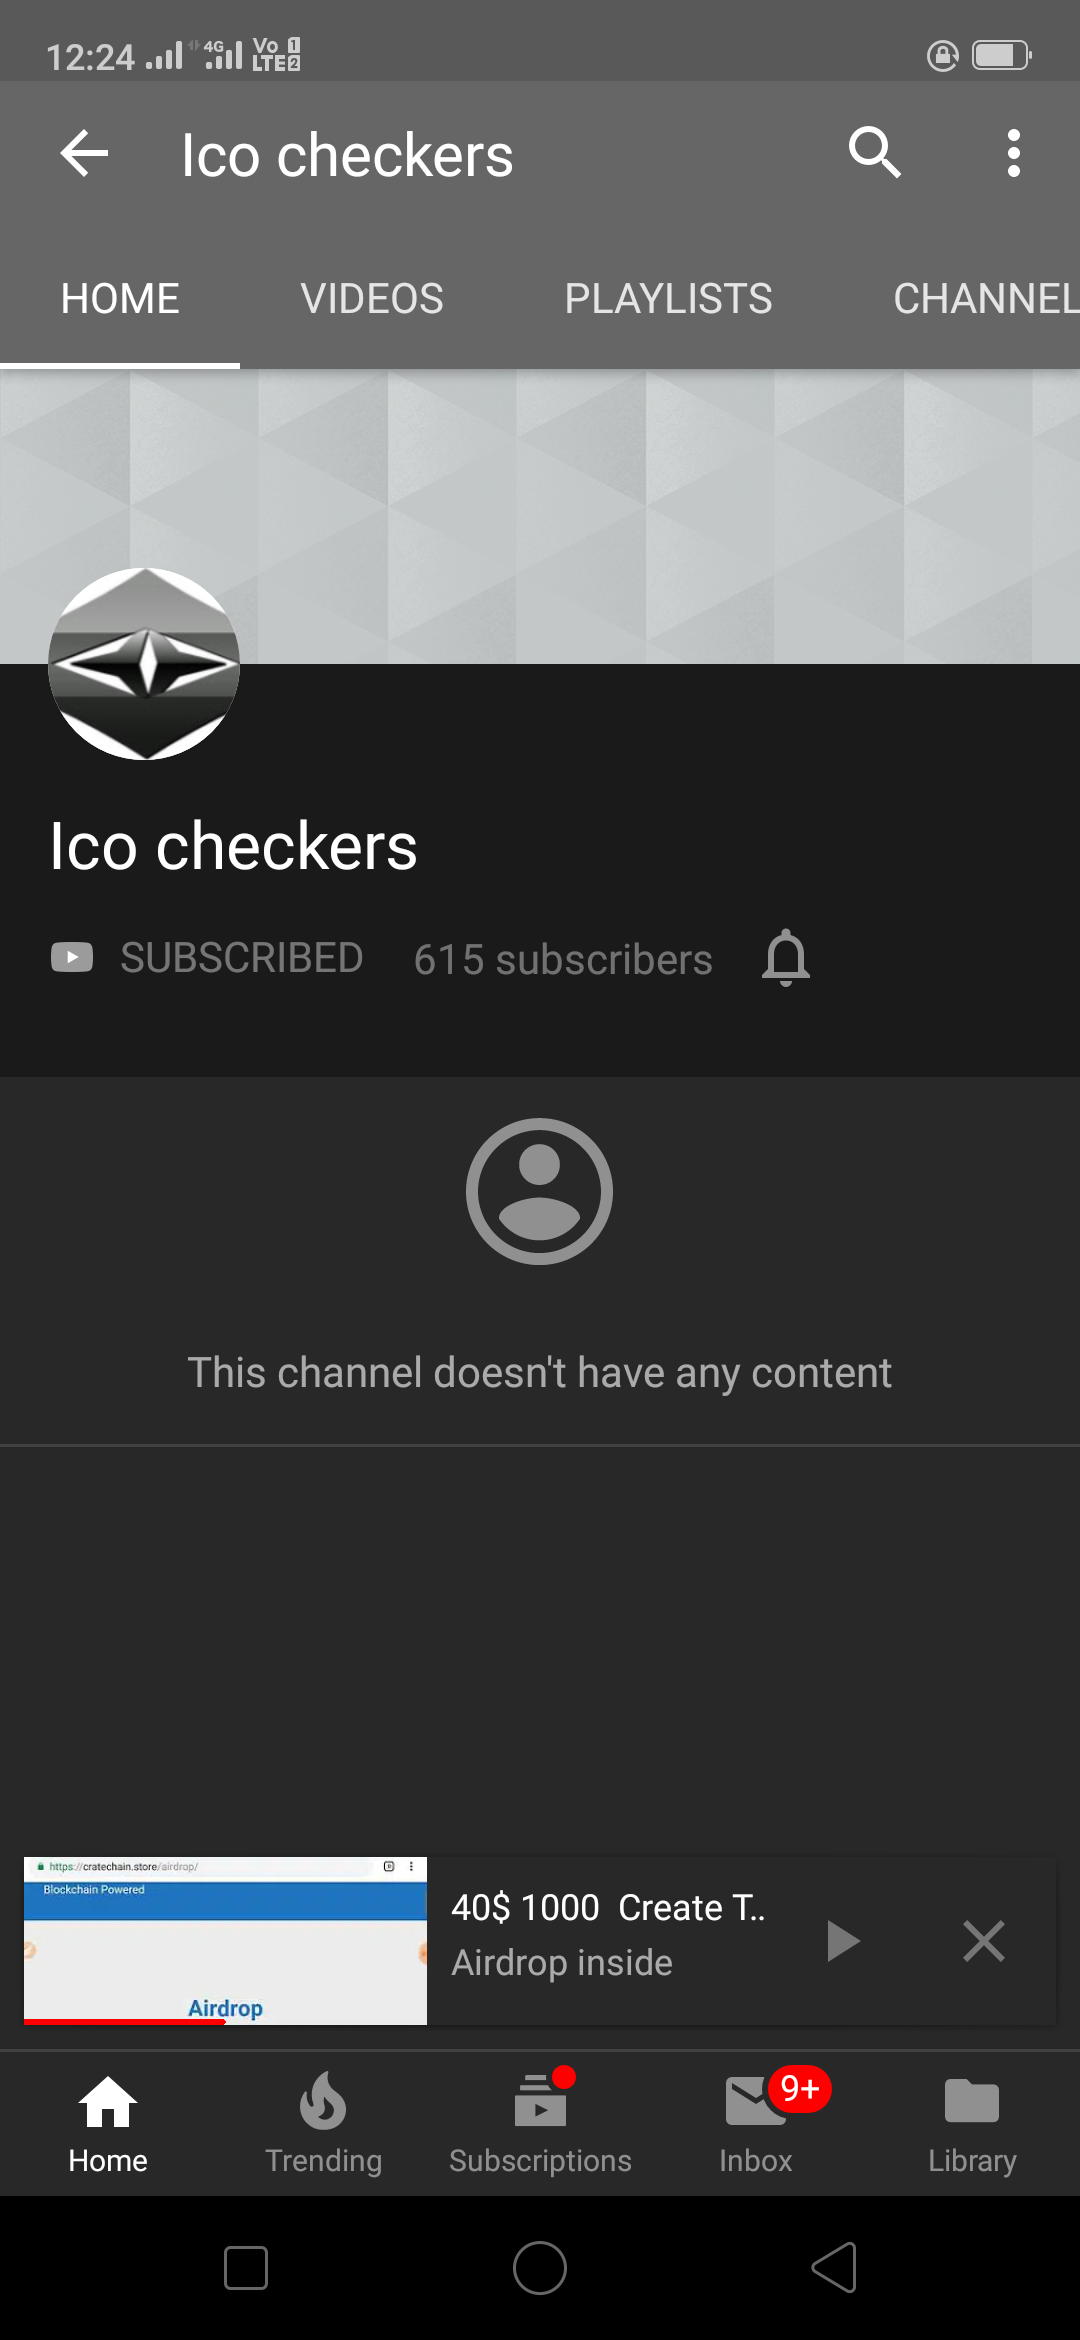 12:24 4G Vo LTE 1 2
Ico checkers
HOME VIDEOS PLAYLISTS CHANNEL
Ico checkers
SUBSCRIBED 615 subscribers
This channel doesn't have any content
https://cratechain.store/airdrop/
Blockchain Powered
Airdrop
40$ 1000 Create T..
Airdrop inside
9+
Home Trending Subscriptions Inbox Library